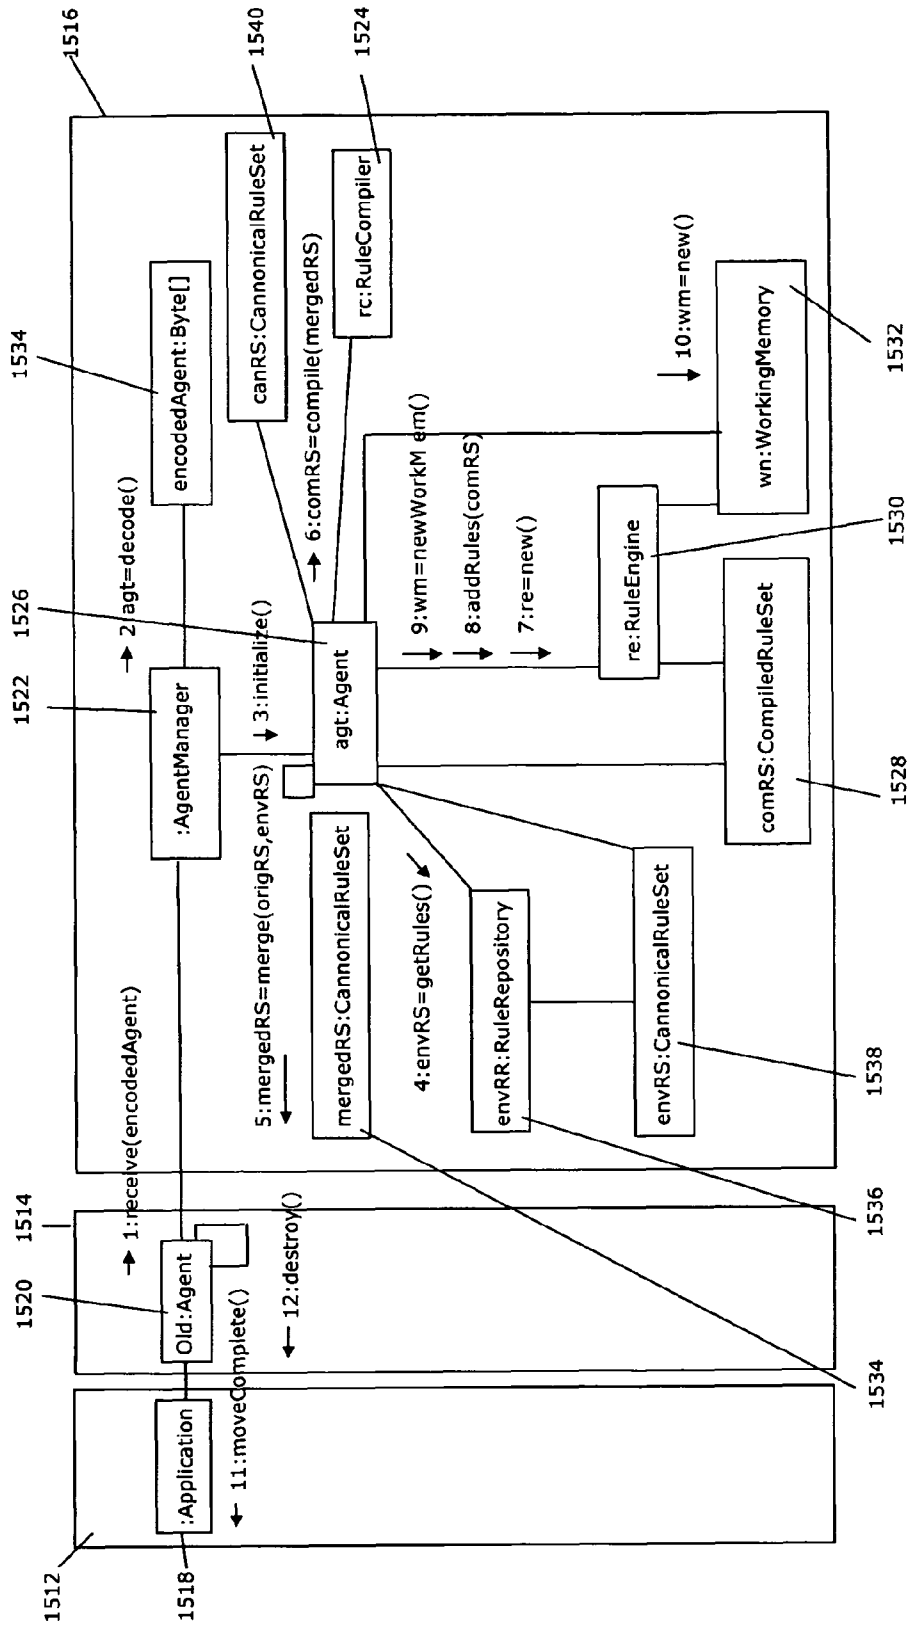 1516
1540
1524
1534
1526
1522
1514
1520
1512
1518
encodedAgent:Byte[]
canRS:CannonicalRuleSet
rc:RuleCompiler
2:agt=decode()
6:comRS=compile(mergedRS)
:AgentManager
3:initialize()
agt:Agent
10:wm=new()
9:wm=newWorkM em()
8:addRules(comRS)
7:re=new()
re:RuleEngine
wn:WorkingMemory
comRS:CompiledRuleSet
5:mergedRS=merge(origRS,envRS)
mergedRS:CannonicalRuleSet
4:envRS=getRules()
envRR:RuleRepository
envRS:CannonicalRuleSet
1:receive(encodedAgent)
Old:Agent
12:destroy()
:Application
11:moveComplete()
1532
1530
1528
1538
1536
1534